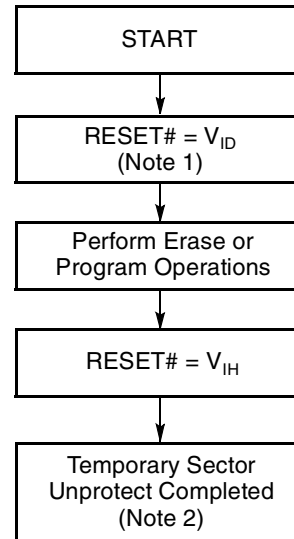 START
RESET# = V_ID
(Note 1)
Perform Erase or
Program Operations
RESET# = V_IH
Temporary Sector
Unprotect Completed
(Note 2)